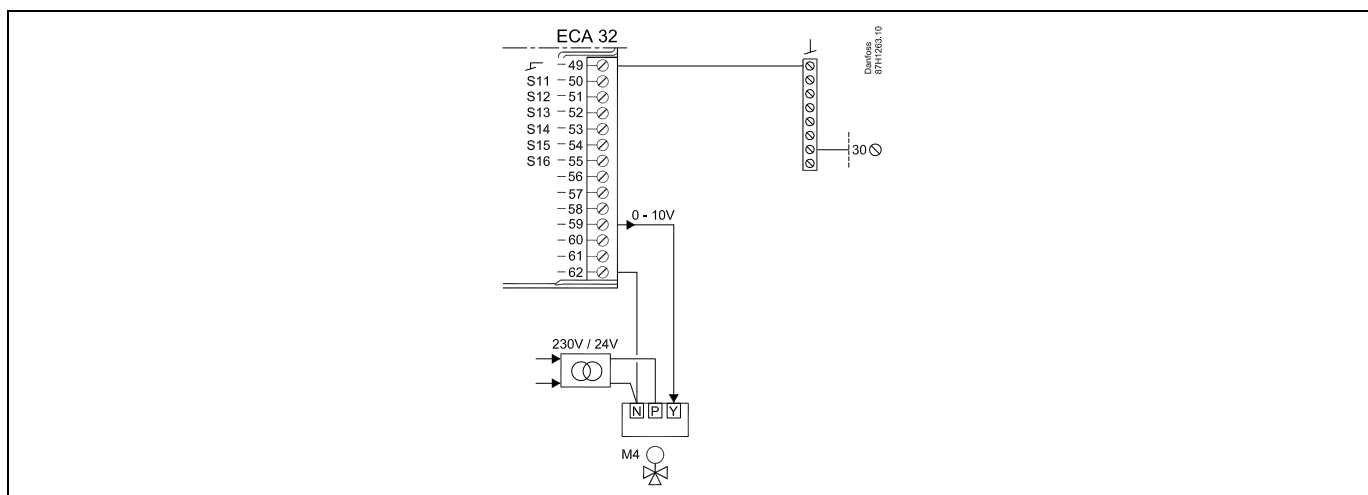 ECA 32
49
S11 - 50
S12 - 51
S13 - 52
S14 - 53
S15 - 54
S16 - 55
- 56
- 57
- 58
- 59
- 60
- 61
- 62
0 - 10V
30
Danfoss
87H1263.10
230V / 24V
N P Y
M4